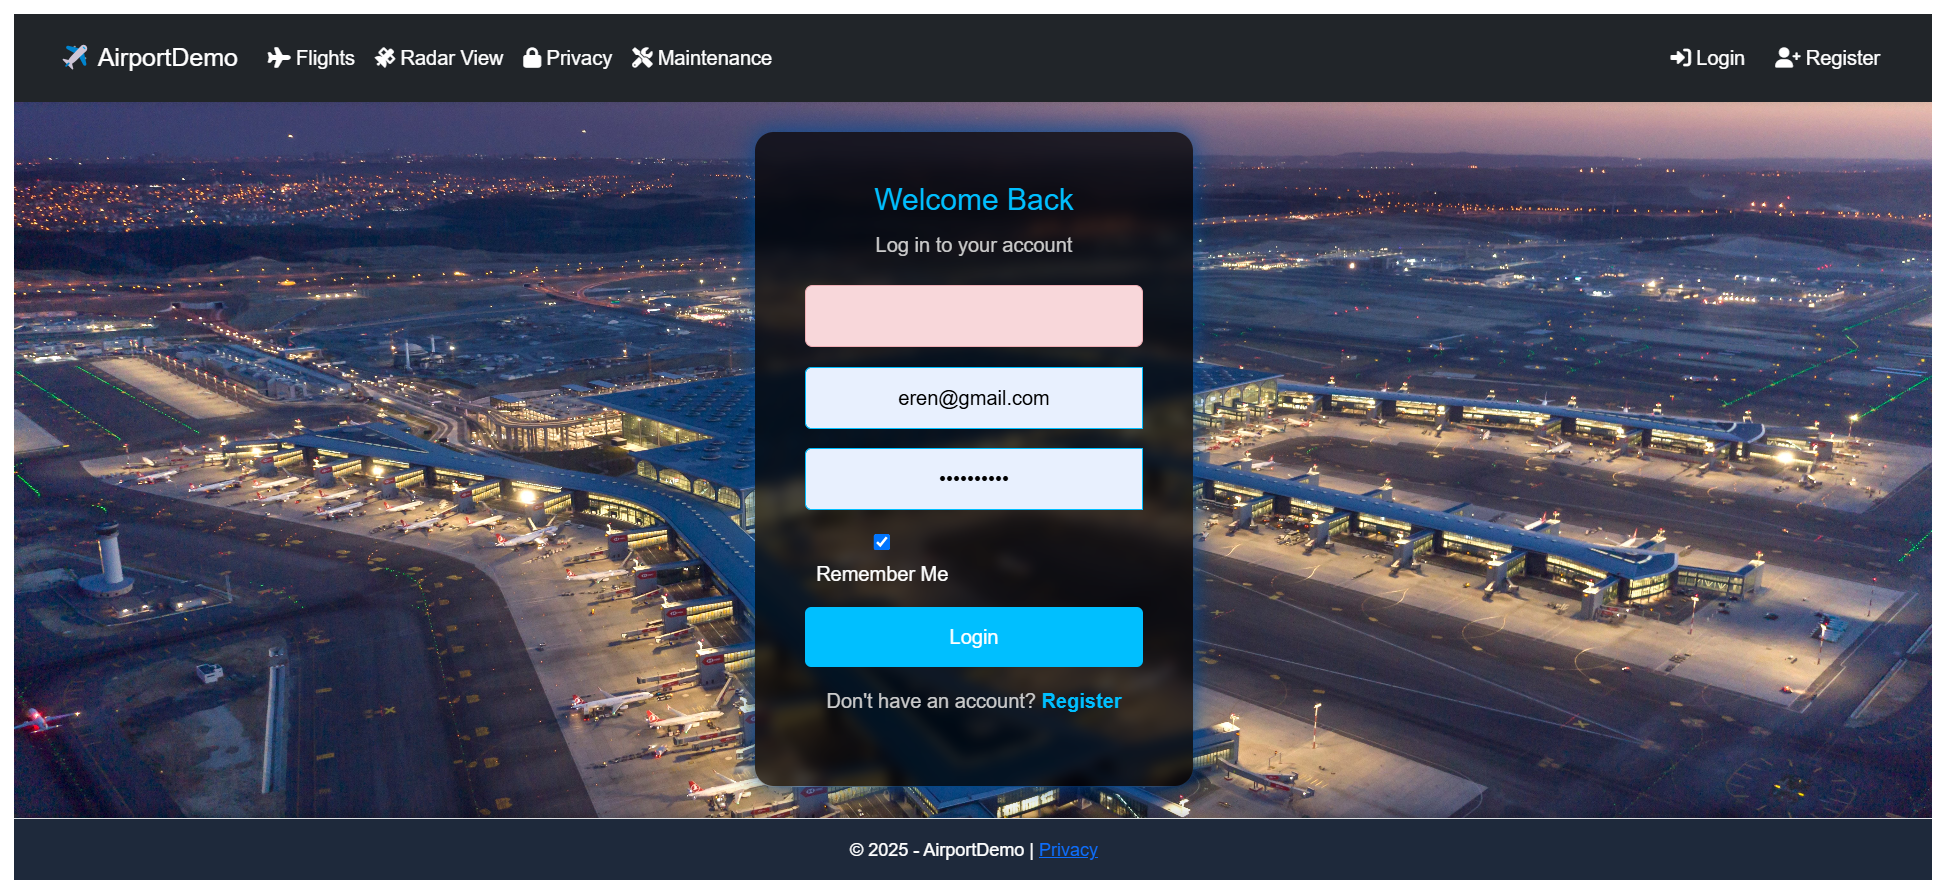 AirportDemo Flights Radar View Privacy Maintenance Login Register
Welcome Back
Log in to your account
eren@gmail.com
••••••••••
Remember Me
Login
Don't have an account? Register
© 2025 - AirportDemo | Privacy